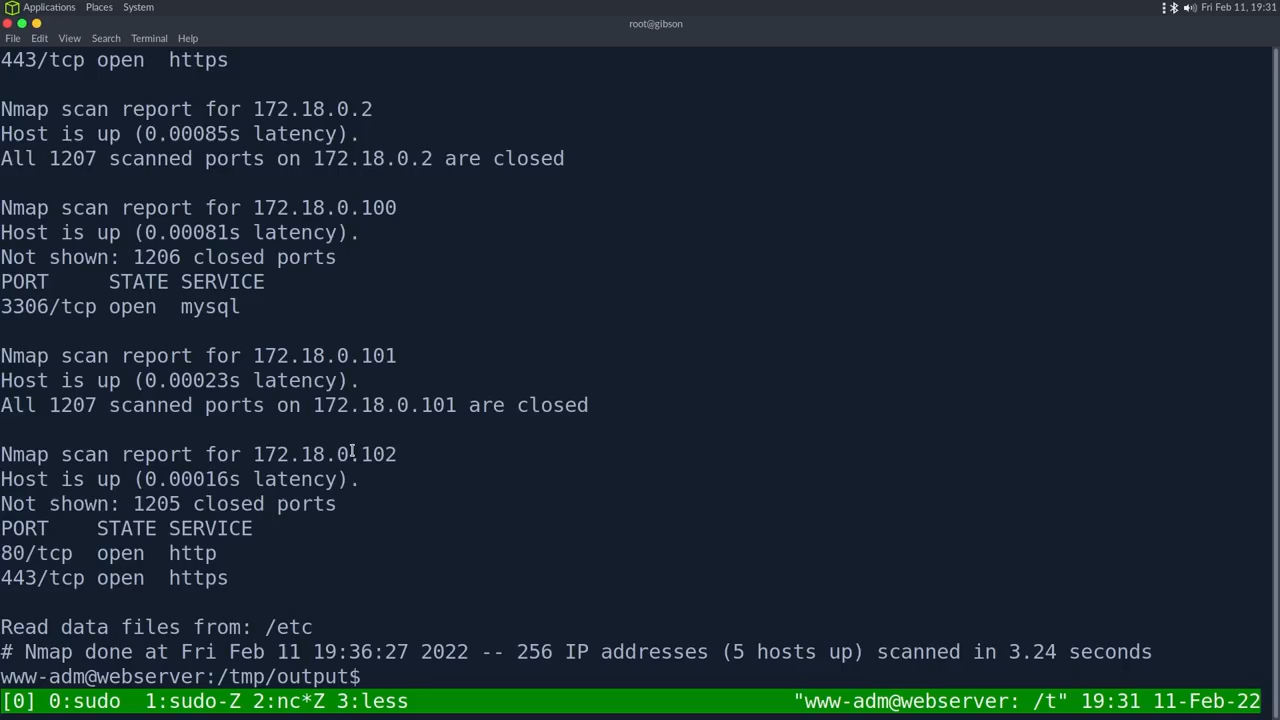 Applications Places System Fri Feb 11, 19:31
root@gibson
File Edit View Search Terminal Help
443/tcp open  https
Nmap scan report for 172.18.0.2
Host is up (0.00085s latency).
All 1207 scanned ports on 172.18.0.2 are closed
Nmap scan report for 172.18.0.100
Host is up (0.00081s latency).
Not shown: 1206 closed ports
PORT     STATE SERVICE
3306/tcp open  mysql
Nmap scan report for 172.18.0.101
Host is up (0.00023s latency).
All 1207 scanned ports on 172.18.0.101 are closed
Nmap scan report for 172.18.0.102
Host is up (0.00016s latency).
Not shown: 1205 closed ports
PORT    STATE SERVICE
80/tcp  open  http
443/tcp open  https
Read data files from: /etc
# Nmap done at Fri Feb 11 19:36:27 2022 -- 256 IP addresses (5 hosts up) scanned in 3.24 seconds
www-adm@webserver:/tmp/output$
[0] 0:sudo  1:sudo-Z 2:nc*Z 3:less "www-adm@webserver: /t" 19:31 11-Feb-22